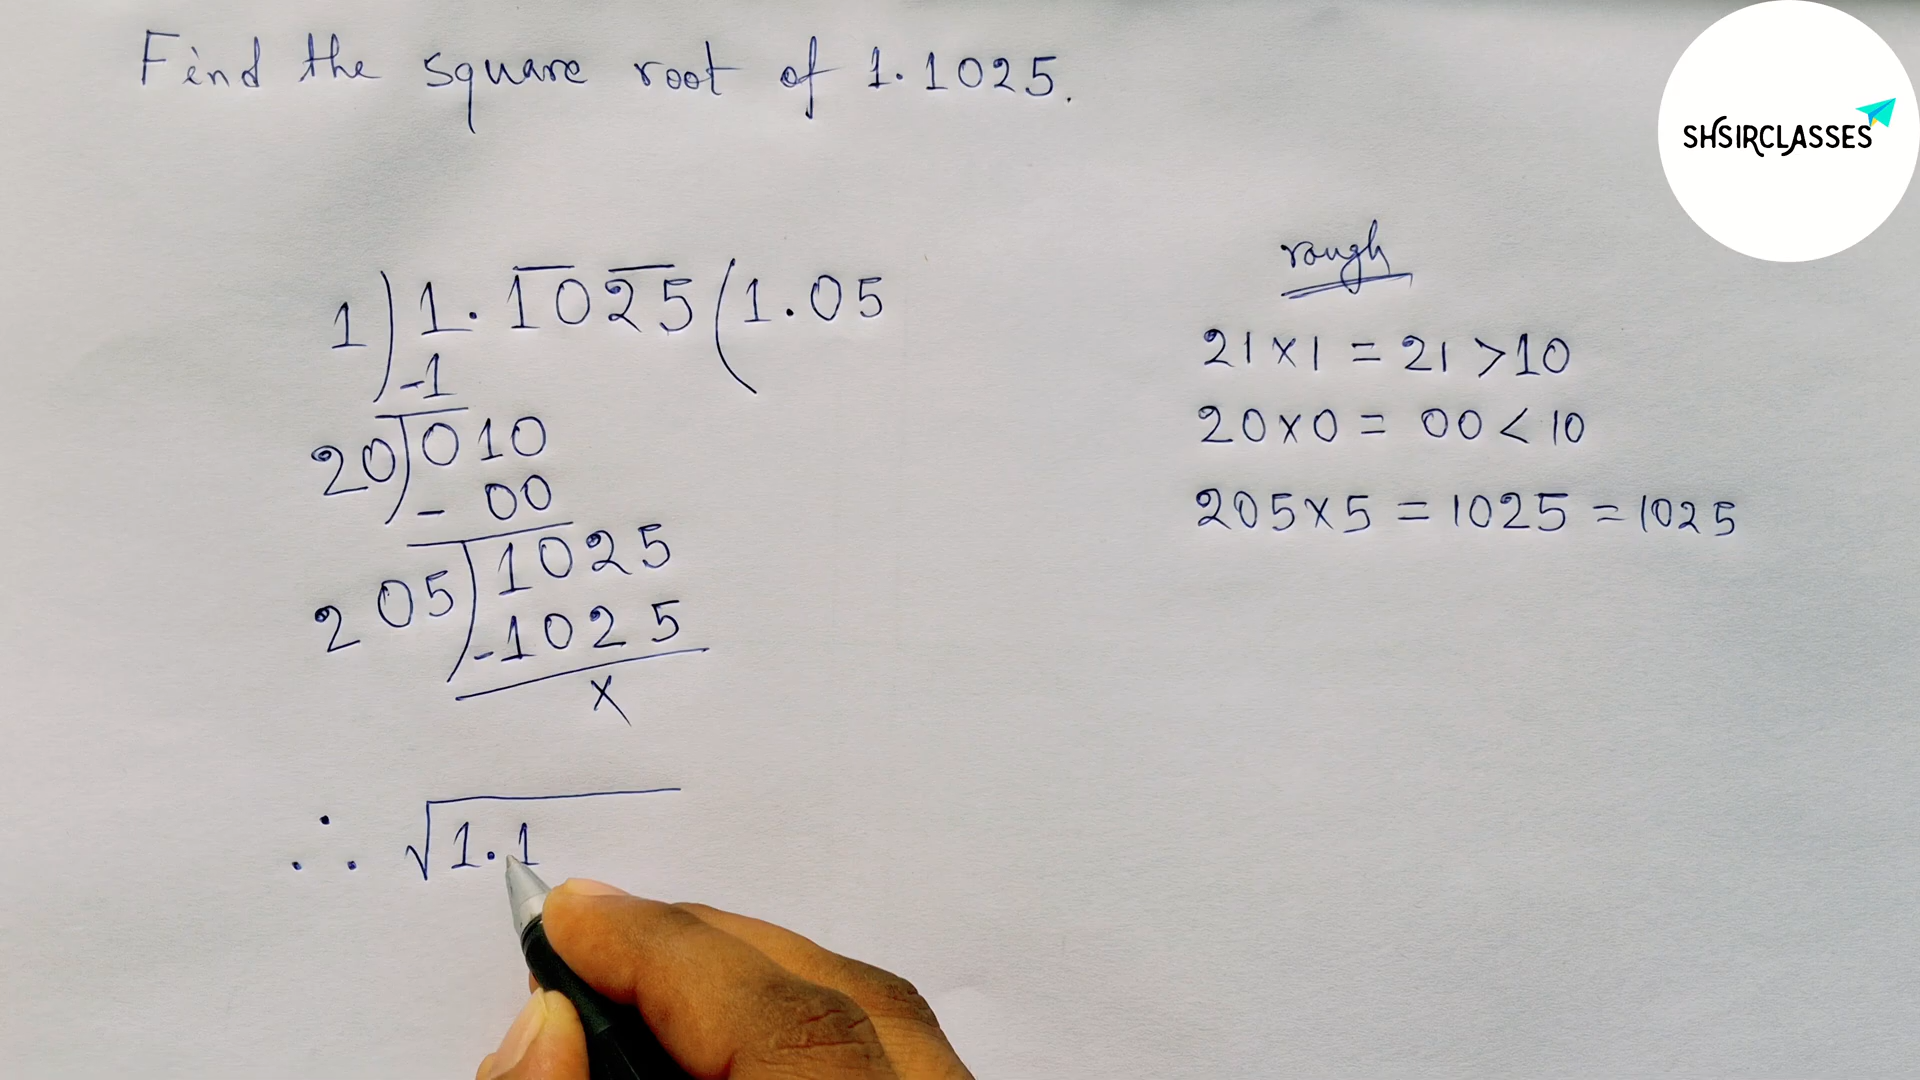 Find the square root of 1.1025.
SHSIRCLASSES
1) 1.1025 (1.05
-1
20) 010
- 00
205) 1025
-1025
x
∴ √1.1
rough
21×1 = 21 >10
20×0 = 00 < 10
205×5 = 1025 = 1025